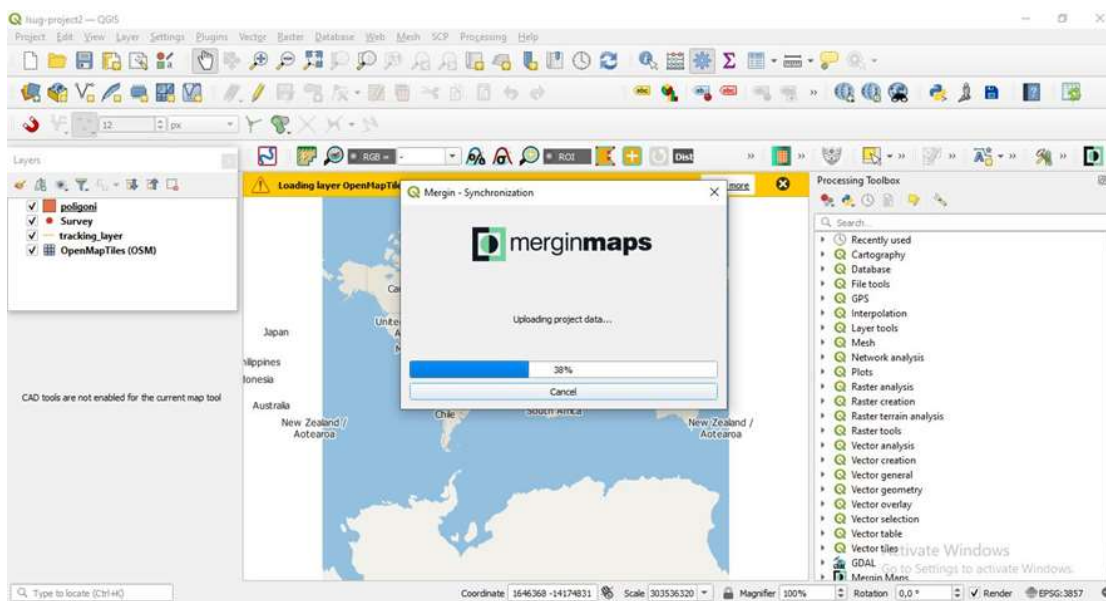 hug-project2 — QGIS
Project Edit View Layer Settings Plugins Vector Raster Database Web Mesh SCP Processing Help
abc
12
px
RGB =
-
ROI
Dist
Layers
poligoni
Survey
tracking_layer
OpenMapTiles (OSM)
CAD tools are not enabled for the current map tool
Loading layer OpenMapTile
more
Mergin - Synchronization
merginmaps
Uploading project data...
38%
Cancel
Japan
Australia
New Zealand /
Aotearoa
Chile
South Africa
New Zealand /
Aotearoa
Processing Toolbox
Search...
Recently used
Cartography
Database
File tools
GPS
Interpolation
Layer tools
Mesh
Network analysis
Plots
Raster analysis
Raster creation
Raster terrain analysis
Raster tools
Vector analysis
Vector creation
Vector general
Vector geometry
Vector overlay
Vector selection
Vector table
Vector tiles
GDAL
Mergin Maps
Activate Windows
Go to Settings to activate Windows.
Type to locate (Ctrl+K)
Coordinate 1646368 -14174831 Scale 303536320 Magnifier 100% Rotation 0,0 ° Render EPSG:3857